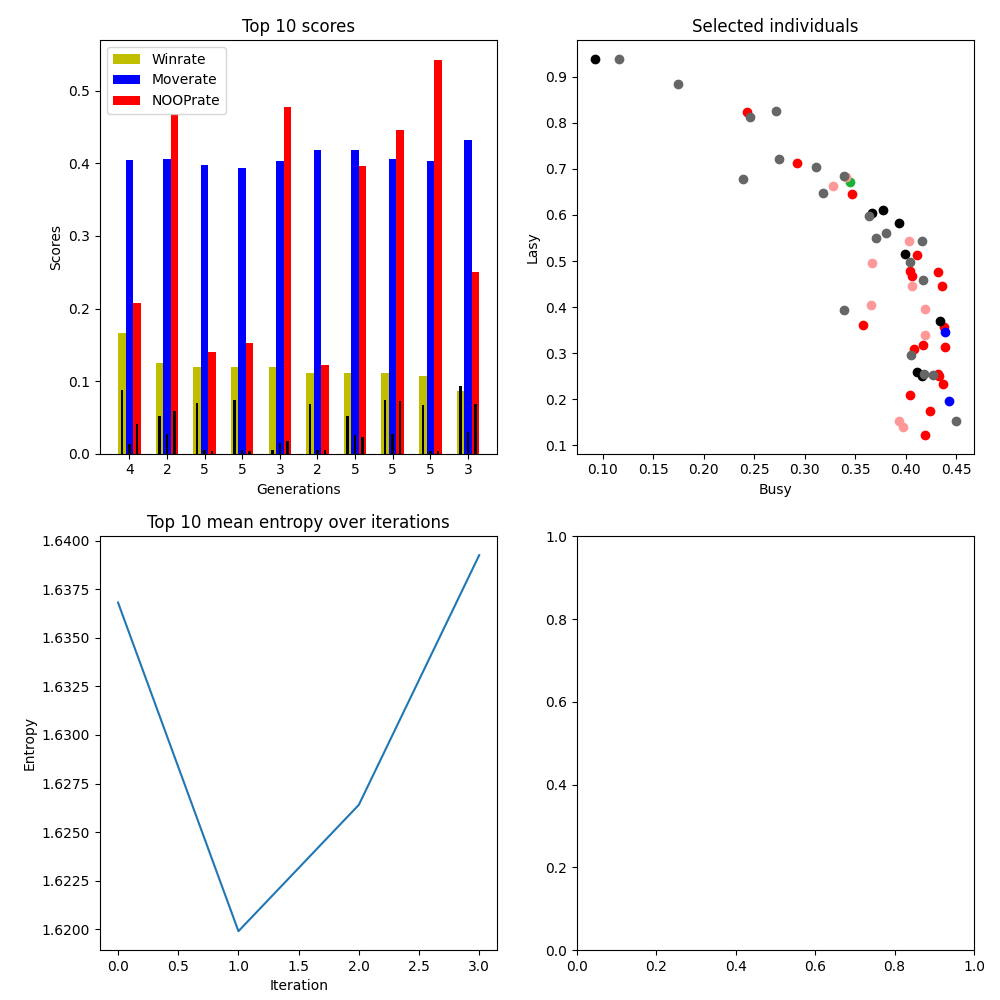 Top 10 scores
Winrate
Moverate
NOOPrate
Scores
0.5
0.4
0.3
0.2
0.1
0.0
4 2 5 5 3 2 5 5 5 3
Generations
Selected individuals
Lasy
0.9
0.8
0.7
0.6
0.5
0.4
0.3
0.2
0.1
0.10 0.15 0.20 0.25 0.30 0.35 0.40 0.45
Busy
Top 10 mean entropy over iterations
Entropy
1.6400
1.6375
1.6350
1.6325
1.6300
1.6275
1.6250
1.6225
1.6200
0.0 0.5 1.0 1.5 2.0 2.5 3.0
Iteration
1.0
0.8
0.6
0.4
0.2
0.0
0.0 0.2 0.4 0.6 0.8 1.0